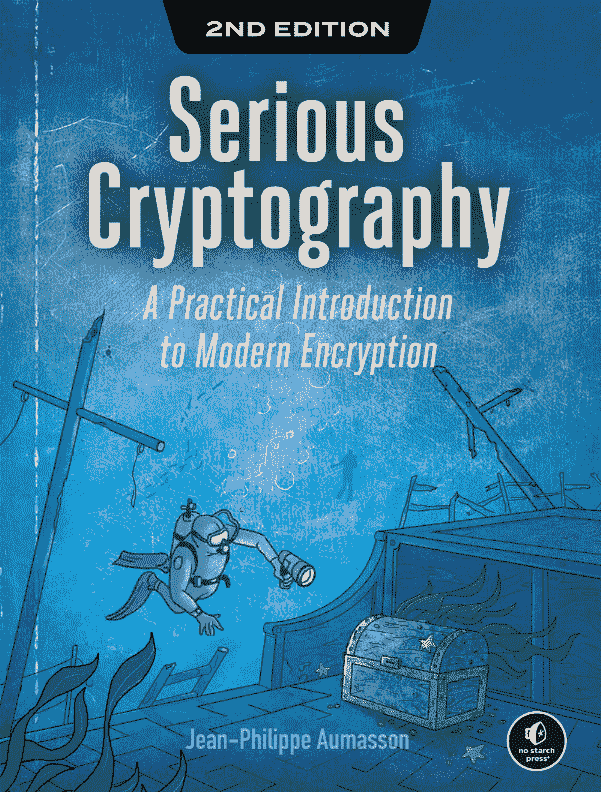 2ND EDITION
Serious
Cryptography
A Practical Introduction
to Modern Encryption
Jean-Philippe Aumasson
no starch
press®